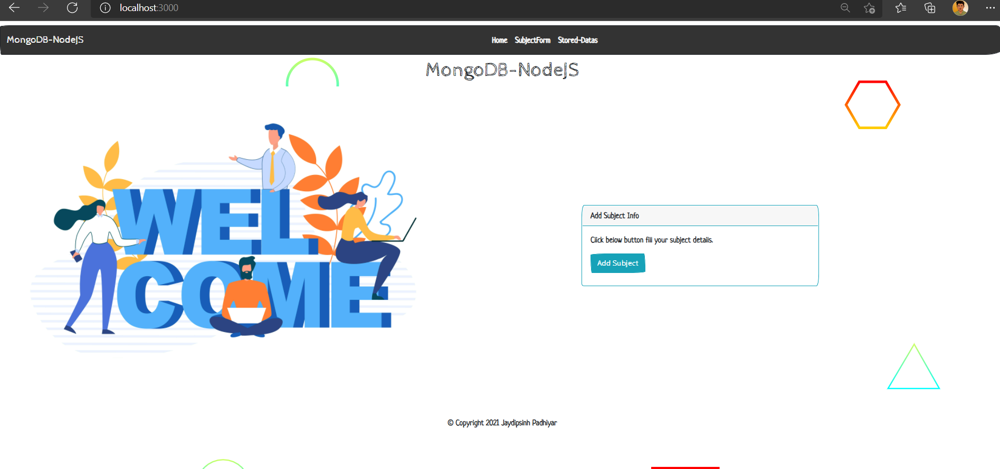 localhost:3000
MongoDB-NodeJS
Home SubjectForm Stored-Datas
MongoDB-NodeJS
WEL
COME
Add Subject Info
Click below button fill your subject details.
Add Subject
© Copyright 2021 Jaydipsinh Padhiyar